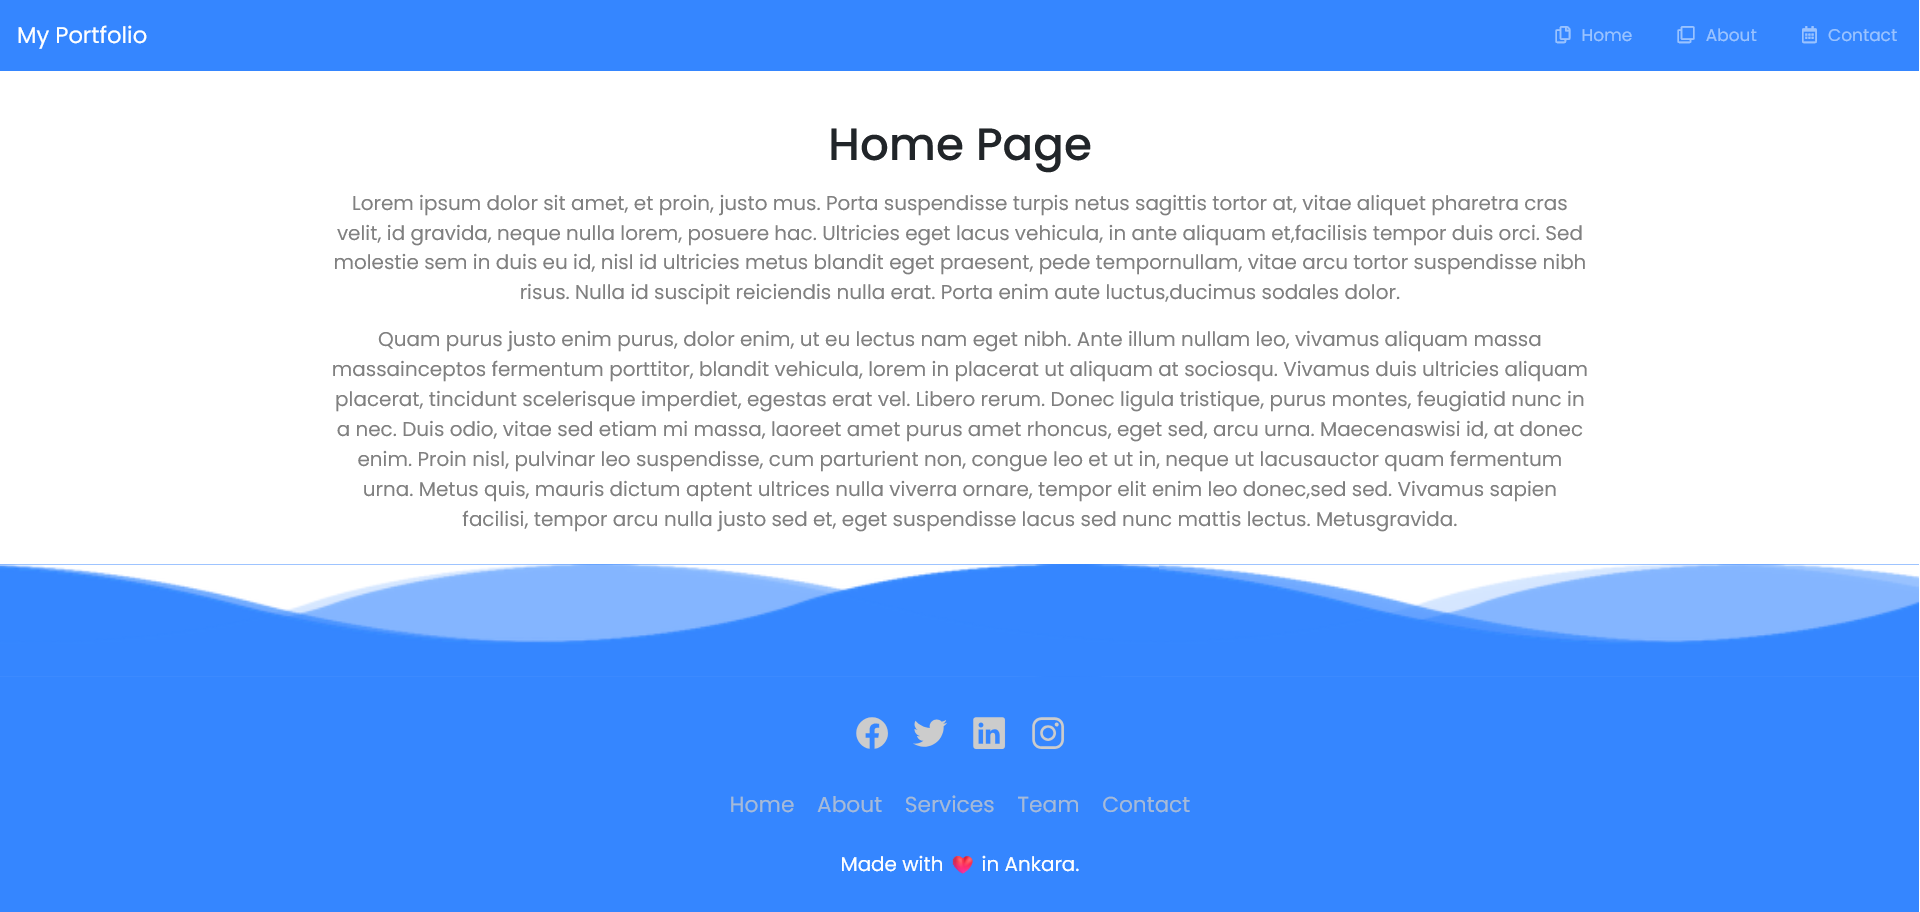 My Portfolio
Home About Contact
Home Page
Lorem ipsum dolor sit amet, et proin, justo mus. Porta suspendisse turpis netus sagittis tortor at, vitae aliquet pharetra cras
velit, id gravida, neque nulla lorem, posuere hac. Ultricies eget lacus vehicula, in ante aliquam et,facilisis tempor duis orci. Sed
molestie sem in duis eu id, nisl id ultricies metus blandit eget praesent, pede tempornullam, vitae arcu tortor suspendisse nibh
risus. Nulla id suscipit reiciendis nulla erat. Porta enim aute luctus,ducimus sodales dolor.
Quam purus justo enim purus, dolor enim, ut eu lectus nam eget nibh. Ante illum nullam leo, vivamus aliquam massa
massainceptos fermentum porttitor, blandit vehicula, lorem in placerat ut aliquam at sociosqu. Vivamus duis ultricies aliquam
placerat, tincidunt scelerisque imperdiet, egestas erat vel. Libero rerum. Donec ligula tristique, purus montes, feugiatid nunc in
a nec. Duis odio, vitae sed etiam mi massa, laoreet amet purus amet rhoncus, eget sed, arcu urna. Maecenaswisi id, at donec
enim. Proin nisl, pulvinar leo suspendisse, cum parturient non, congue leo et ut in, neque ut lacusauctor quam fermentum
urna. Metus quis, mauris dictum aptent ultrices nulla viverra ornare, tempor elit enim leo donec,sed sed. Vivamus sapien
facilisi, tempor arcu nulla justo sed et, eget suspendisse lacus sed nunc mattis lectus. Metusgravida.
Home About Services Team Contact
Made with ❤️ in Ankara.